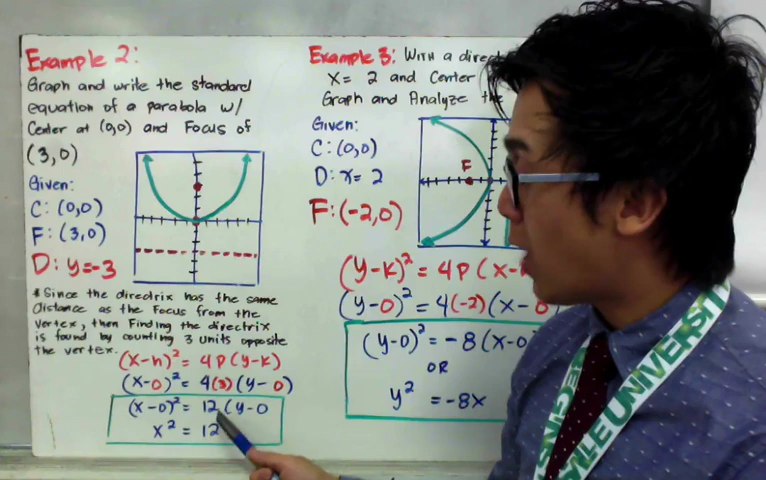 Example 2:
Graph and write the standard
equation of a parabola w/
Center at (0,0) and Focus of
(3,0)
Given:
C: (0,0)
F: (3,0)
D: y=-3
*Since the directrix has the same
distance as the focus from the
vertex, then finding the directrix
is found by counting 3 units opposite
the vertex.
(x-h)² = 4P(y-k)
(x-0)² = 4(3)(y-0)
(x-0)² = 12(y-0
x² = 12
Example 3: With a direc
x= 2 and Center
Graph and Analyze the
Given:
C: (0,0)
D: x= 2
F: (-2,0)
F
(y-k)² = 4P(x-
(y-0)² = 4(-2)(x-0
(y-0)² = -8(x-0
OR
y² = -8x
STATE UNIVERSITY